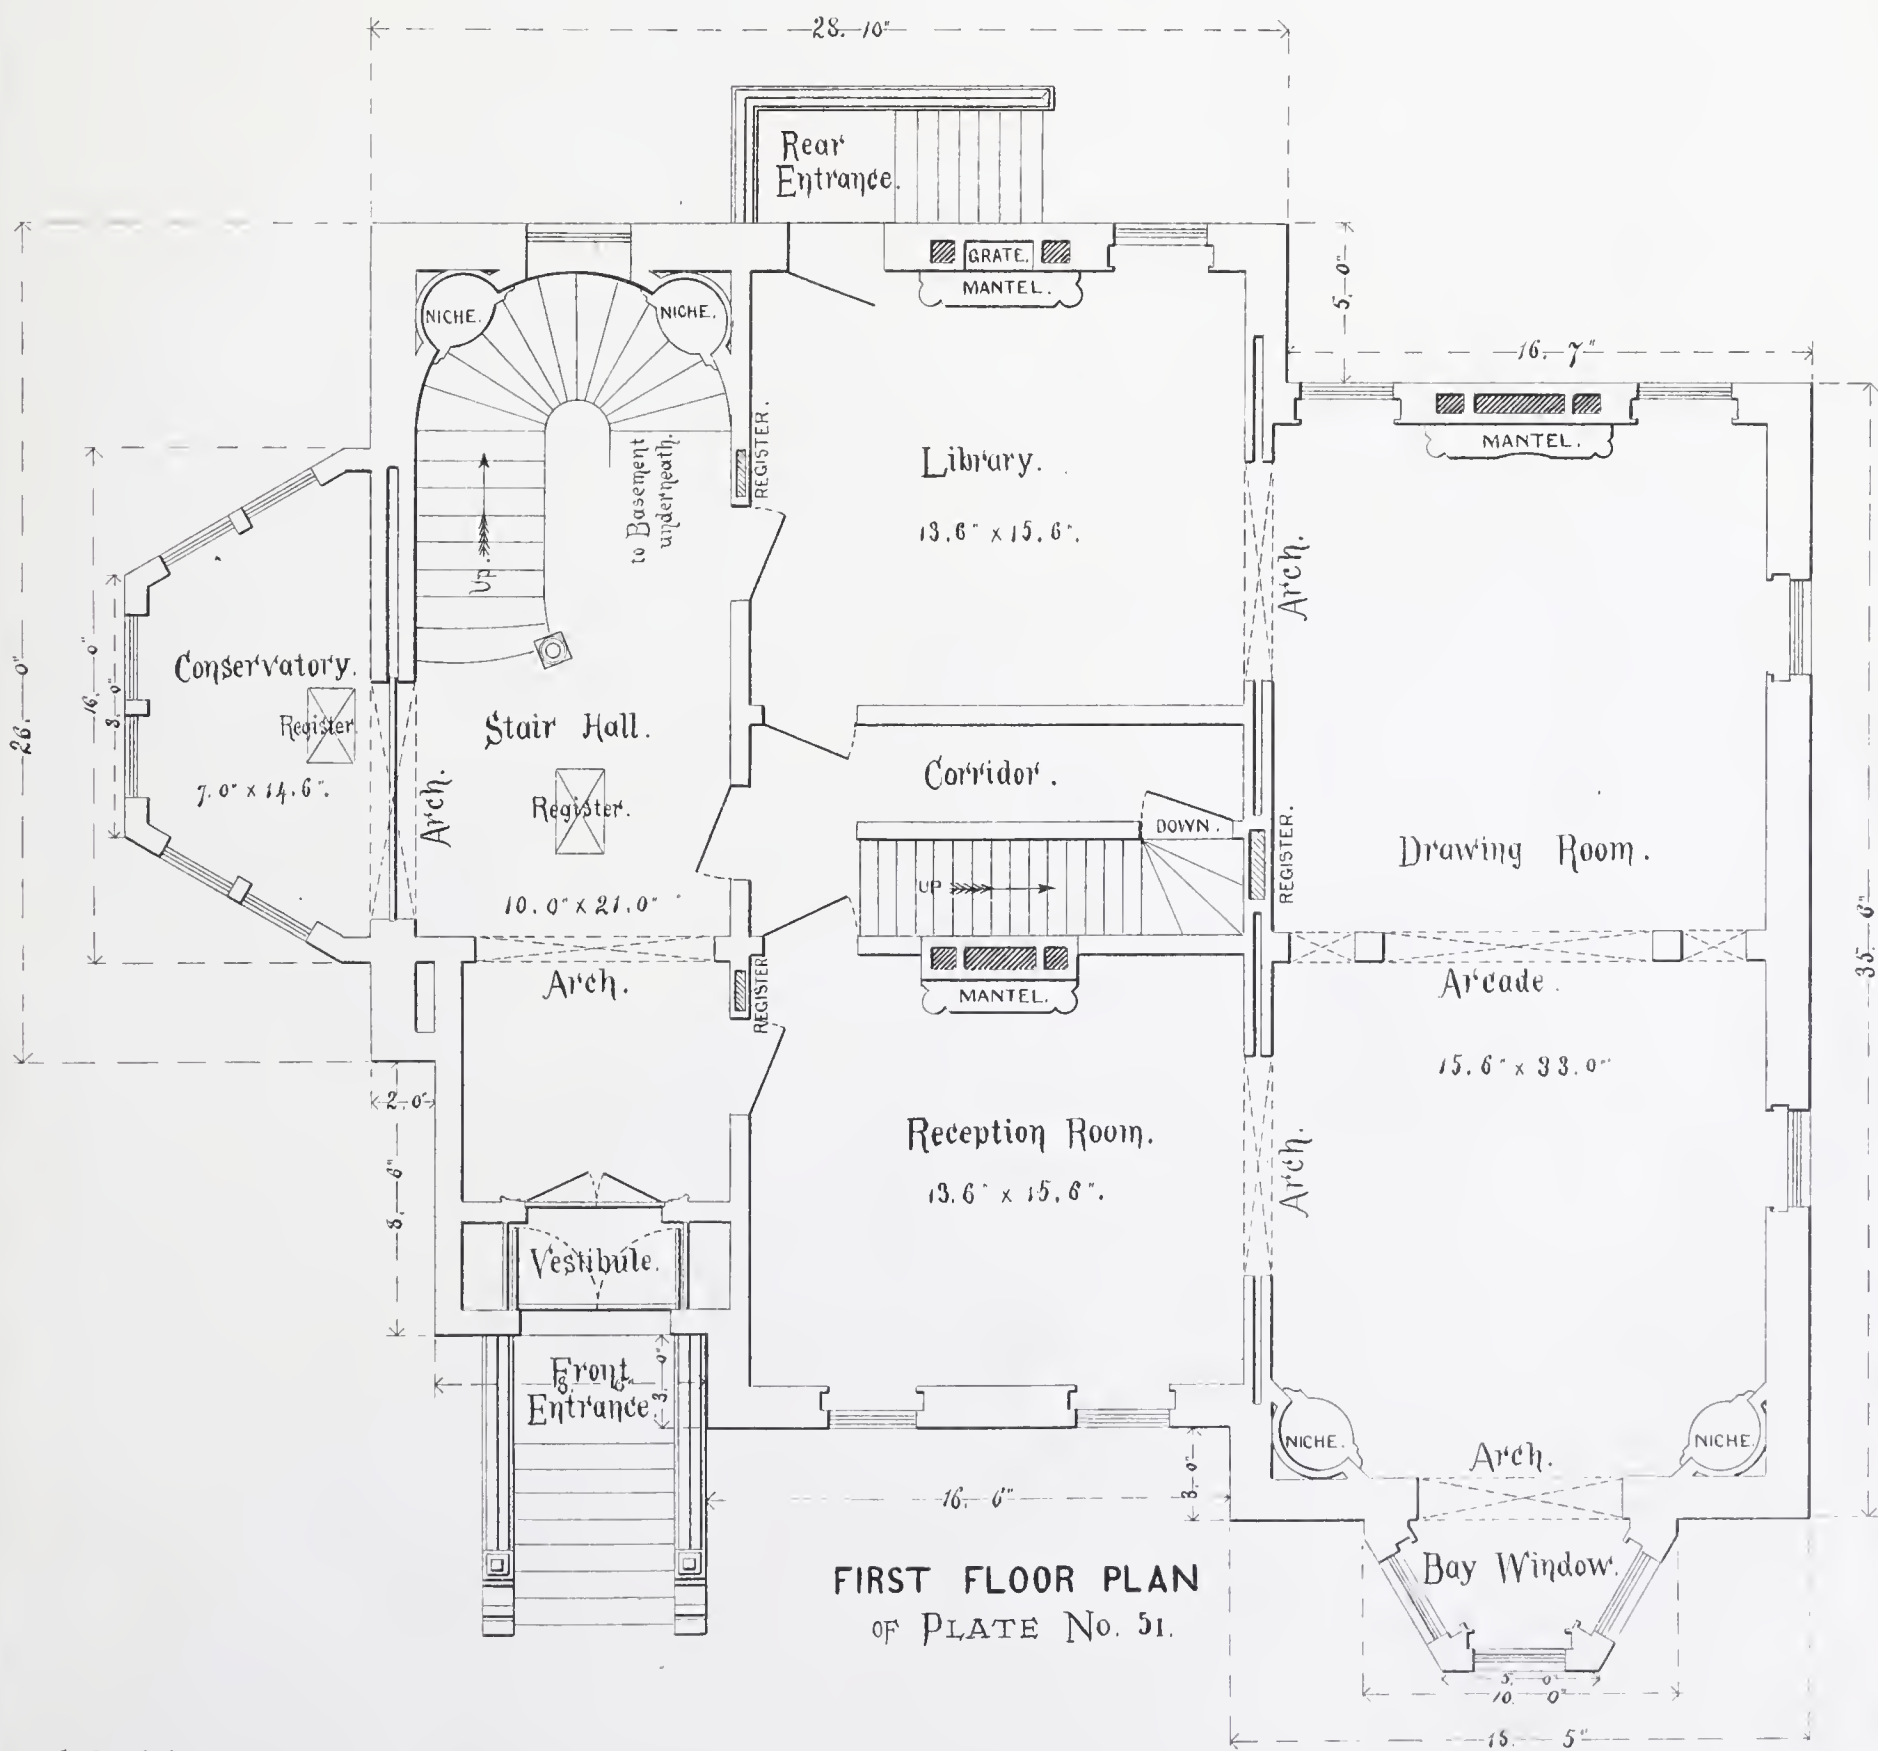 28. 10"
Rear
Entrance.
GRATE.
MANTEL.
NICHE.
NICHE.
5. 0"
16. 7"
REGISTER.
to Basement
underneath.
Up.
Library.
13.6" x 15.6".
Arch.
MANTEL.
Conservatory.
Register.
7.0" x 14.6".
26. 0"
16. 0"
8. 0"
Stair Hall.
Register.
10.0" x 21.0"
Arch.
Corridor.
DOWN.
UP
REGISTER.
Drawing Room.
Arch.
REGISTER
MANTEL.
Arcade.
15.6" x 33.0"
35. 6"
2. 0"
8. 6"
Reception Room.
13.6" x 15.6".
Arch.
Vestibule.
Front
8. 6"
Entrance.
3. 0"
NICHE.
NICHE.
Arch.
16. 6"
3. 0"
Bay Window.
FIRST FLOOR PLAN
OF PLATE No. 51.
5. 0"
10. 0"
18. 5"